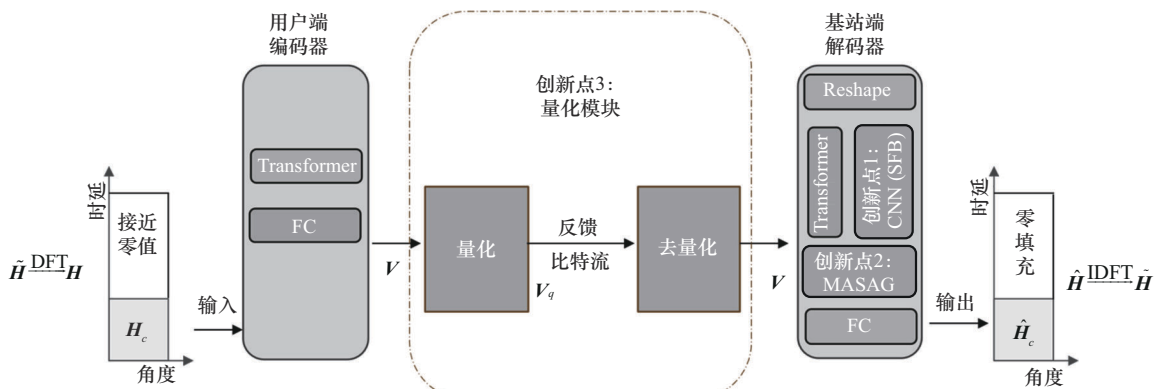 用户端
编码器
基站端
解码器
创新点3:
量化模块
Reshape
Transformer
FC
Transformer
创新点1:
CNN (SFB)
时延
接近
零值
H̃ DFT H
H_c
角度
输入
V
量化
V_q
反馈
比特流
去量化
V
创新点2:
MASAG
FC
输出
时延
零
填
充
Ĥ_c
角度
Ĥ IDFT H̃